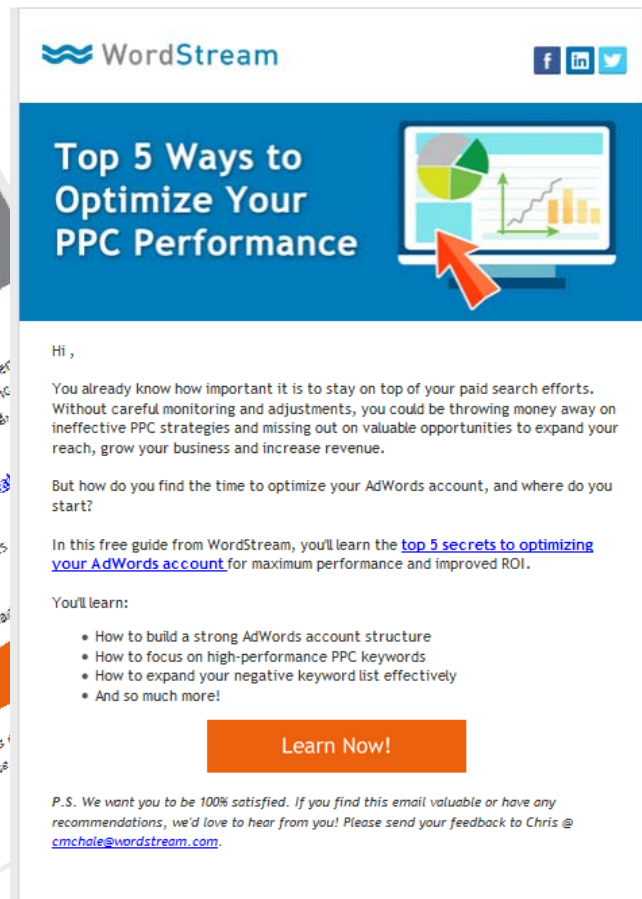 WordStream
f in
Top 5 Ways to
Optimize Your
PPC Performance
Hi ,
You already know how important it is to stay on top of your paid search efforts.
Without careful monitoring and adjustments, you could be throwing money away on
ineffective PPC strategies and missing out on valuable opportunities to expand your
reach, grow your business and increase revenue.
But how do you find the time to optimize your AdWords account, and where do you
start?
In this free guide from WordStream, you'll learn the top 5 secrets to optimizing
your AdWords account for maximum performance and improved ROI.
You'll learn:
• How to build a strong AdWords account structure
• How to focus on high-performance PPC keywords
• How to expand your negative keyword list effectively
• And so much more!
Learn Now!
P.S. We want you to be 100% satisfied. If you find this email valuable or have any
recommendations, we'd love to hear from you! Please send your feedback to Chris @
cmchale@wordstream.com.